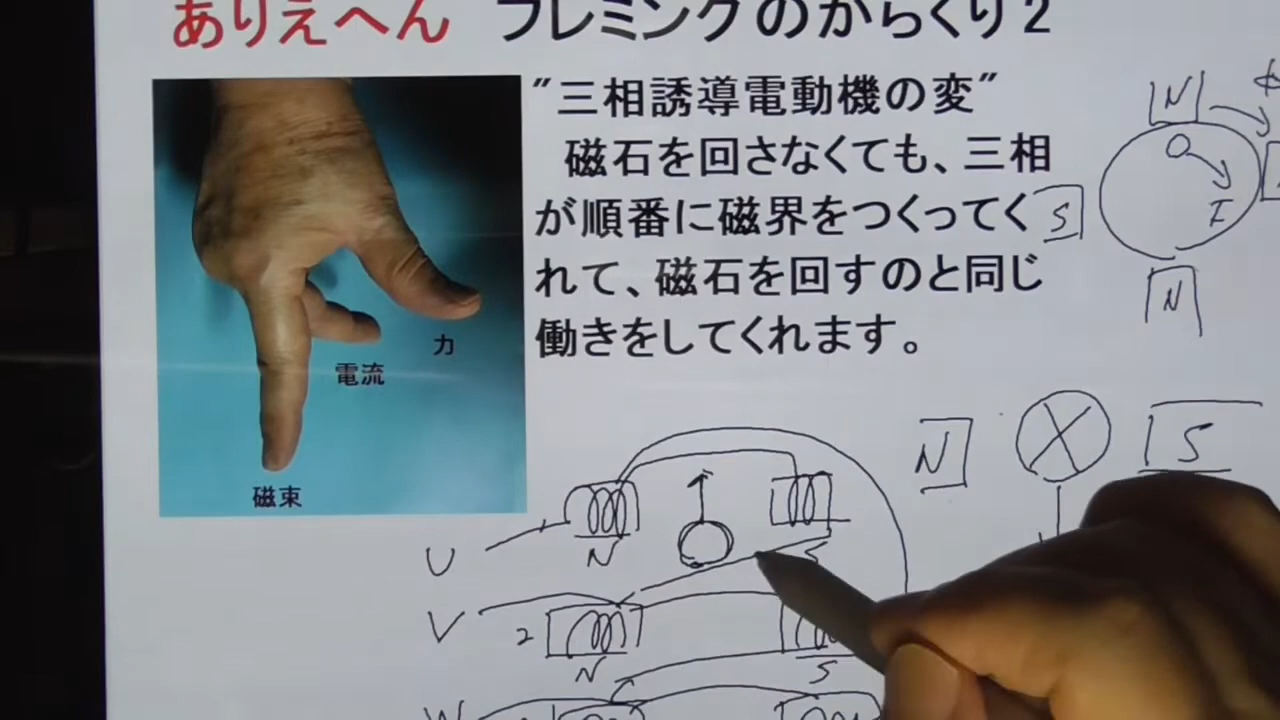 ありえへん フレミングのからくり2
"三相誘導電動機の変"
磁石を回さなくても、三相
が順番に磁界をつくってく
れて、磁石を回すのと同じ
働きをしてくれます。
力
電流
磁束
N
I
S
N
N
S
U
N
S
V
2
N
S
W